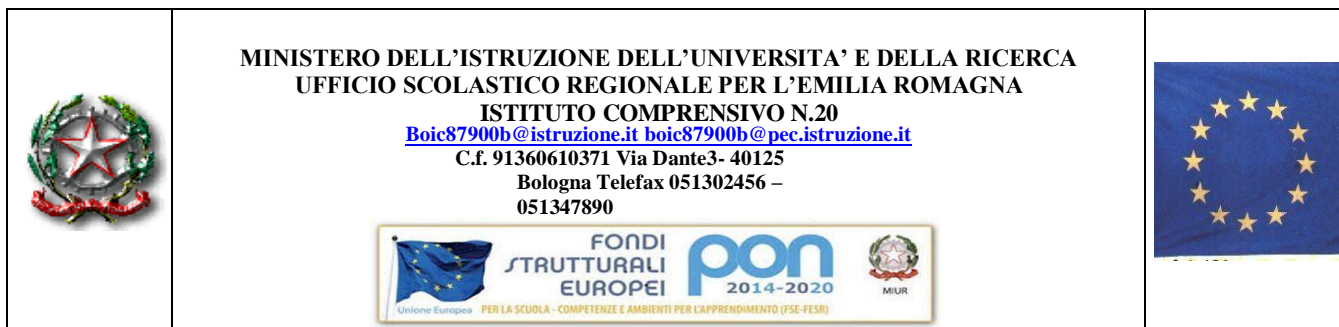 MINISTERO DELL’ISTRUZIONE DELL’UNIVERSITA’ E DELLA RICERCA
UFFICIO SCOLASTICO REGIONALE PER L’EMILIA ROMAGNA
ISTITUTO COMPRENSIVO N.20
Boic87900b@istruzione.it boic87900b@pec.istruzione.it
C.f. 91360610371 Via Dante3- 40125
Bologna Telefax 051302456 –
051347890
FONDI
STRUTTURALI
EUROPEI
pon
2014-2020
MIUR
Unione Europea
PER LA SCUOLA - COMPETENZE E AMBIENTI PER L'APPRENDIMENTO (FSE-FESR)